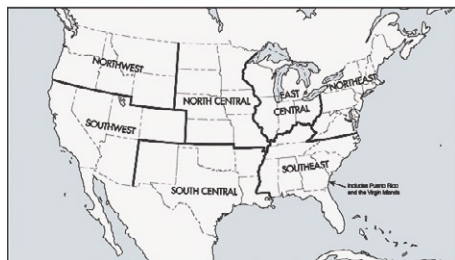 NORTHWEST
NORTHEAST
NORTH CENTRAL
EAST
CENTRAL
SOUTHWEST
SOUTHEAST
SOUTH CENTRAL
Includes Puerto Rico
and the Virgin Islands